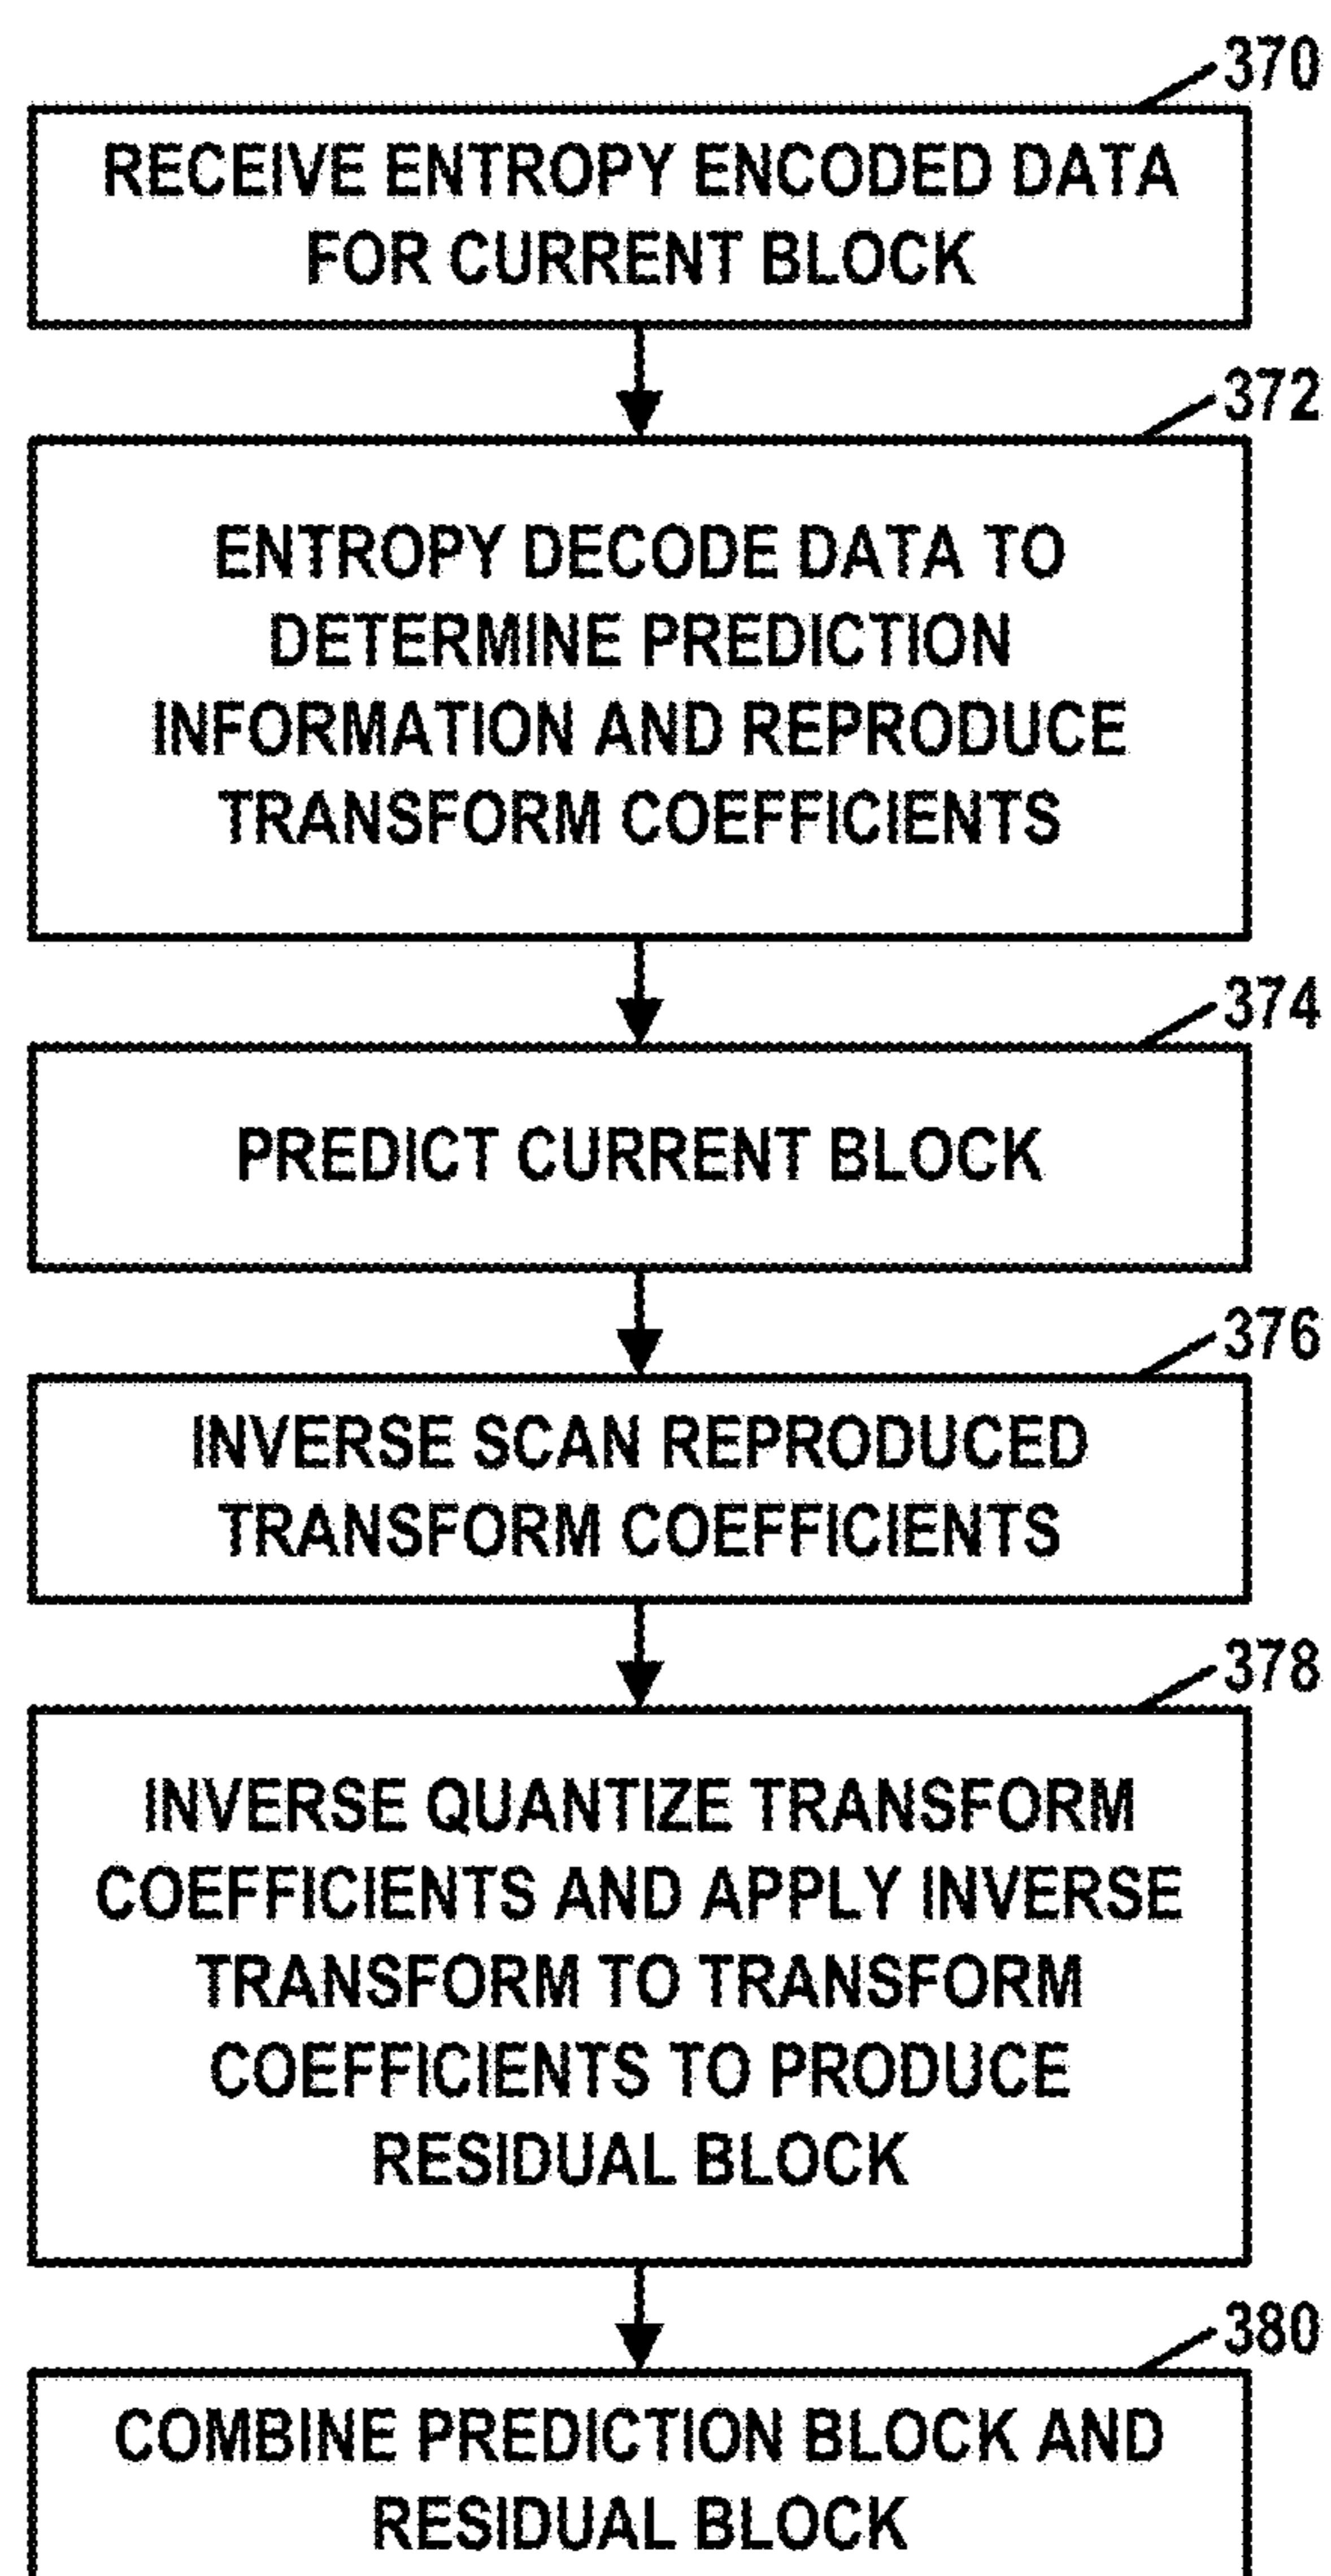 370
RECEIVE ENTROPY ENCODED DATA
FOR CURRENT BLOCK
372
ENTROPY DECODE DATA TO
DETERMINE PREDICTION
INFORMATION AND REPRODUCE
TRANSFORM COEFFICIENTS
374
PREDICT CURRENT BLOCK
376
INVERSE SCAN REPRODUCED
TRANSFORM COEFFICIENTS
378
INVERSE QUANTIZE TRANSFORM
COEFFICIENTS AND APPLY INVERSE
TRANSFORM TO TRANSFORM
COEFFICIENTS TO PRODUCE
RESIDUAL BLOCK
380
COMBINE PREDICTION BLOCK AND
RESIDUAL BLOCK